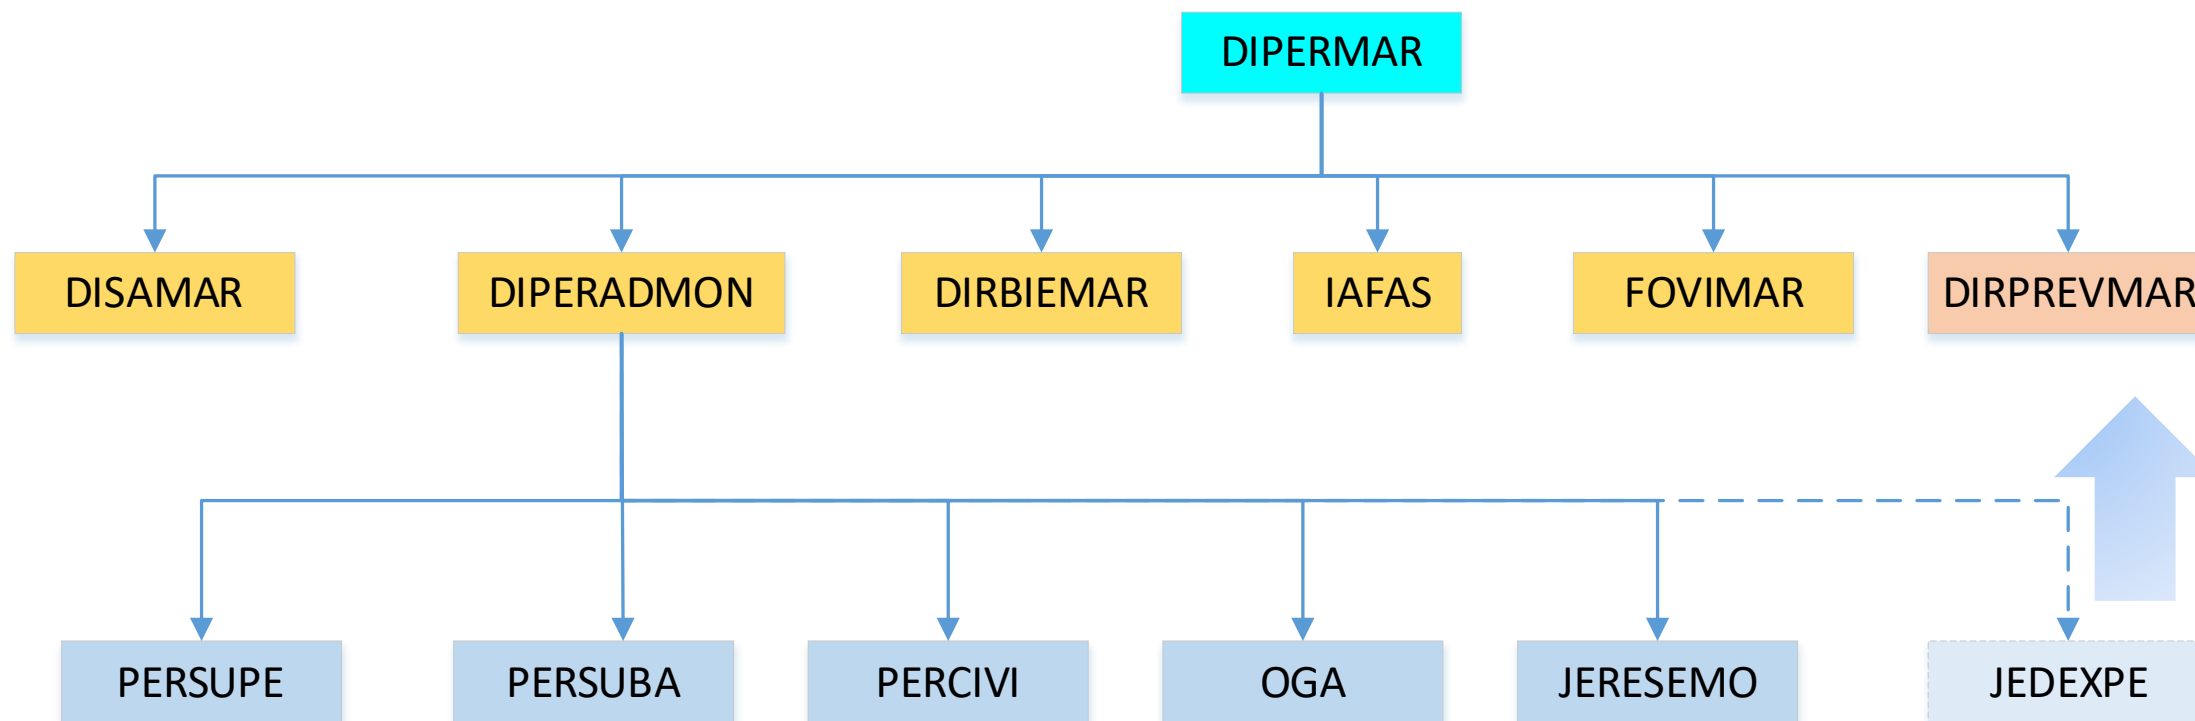 DIPERMAR
DISAMAR
DIPERADMON
DIRBIEMAR
IAFAS
FOVIMAR
DIRPREVMAR
PERSUPE
PERSUBA
PERCIVI
OGA
JERESEMO
JEDEXPE